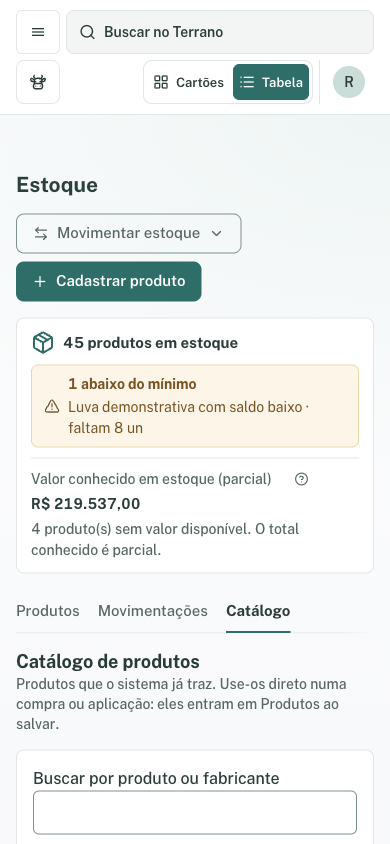 Buscar no Terrano
Cartões
Tabela
R
Estoque
Movimentar estoque
Cadastrar produto
45 produtos em estoque
1 abaixo do mínimo
Luva demonstrativa com saldo baixo ·
faltam 8 un
Valor conhecido em estoque (parcial)
R$ 219.537,00
4 produto(s) sem valor disponível. O total
conhecido é parcial.
Produtos
Movimentações
Catálogo
Catálogo de produtos
Produtos que o sistema já traz. Use-os direto numa
compra ou aplicação: eles entram em Produtos ao
salvar.
Buscar por produto ou fabricante